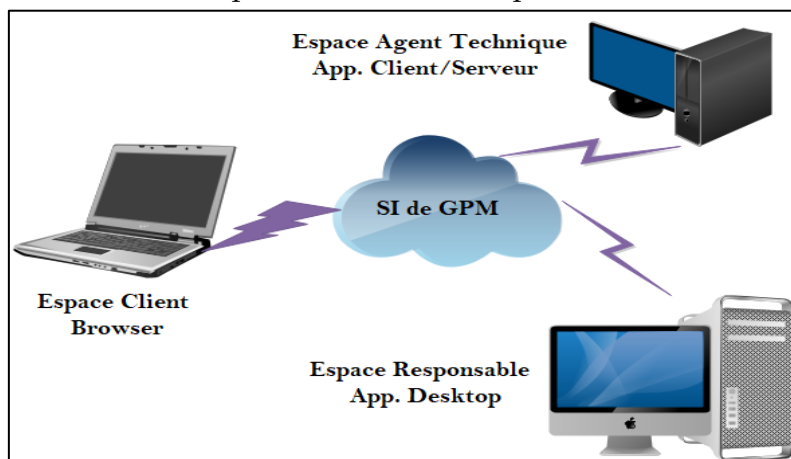 Espace Agent Technique
App. Client/Serveur
SI de GPM
Espace Client
Browser
Espace Responsable
App. Desktop